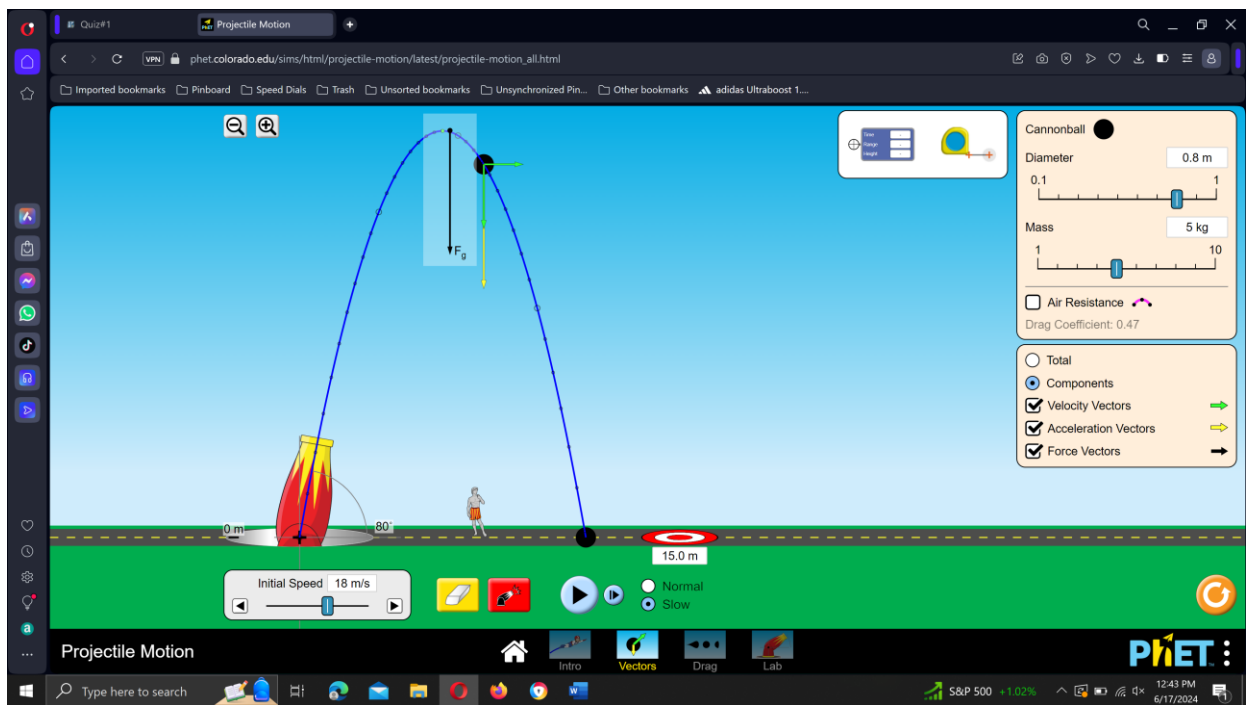 Quiz#1
Projectile Motion
VPN
phet.colorado.edu/sims/html/projectile-motion/latest/projectile-motion_all.html
Imported bookmarks
Pinboard
Speed Dials
Trash
Unsorted bookmarks
Unsynchronized Pin...
Other bookmarks
adidas Ultraboost 1....
Time -
Range -
Height -
Cannonball
Diameter
0.8 m
0.1
1
Mass
5 kg
1
10
Air Resistance
Drag Coefficient: 0.47
Total
Components
Velocity Vectors
Acceleration Vectors
Force Vectors
Fg
0 m
80°
15.0 m
Initial Speed 18 m/s
Normal
Slow
Projectile Motion
Intro
Vectors
Drag
Lab
PhET
Type here to search
S&P 500 +1.02%
12:43 PM
6/17/2024